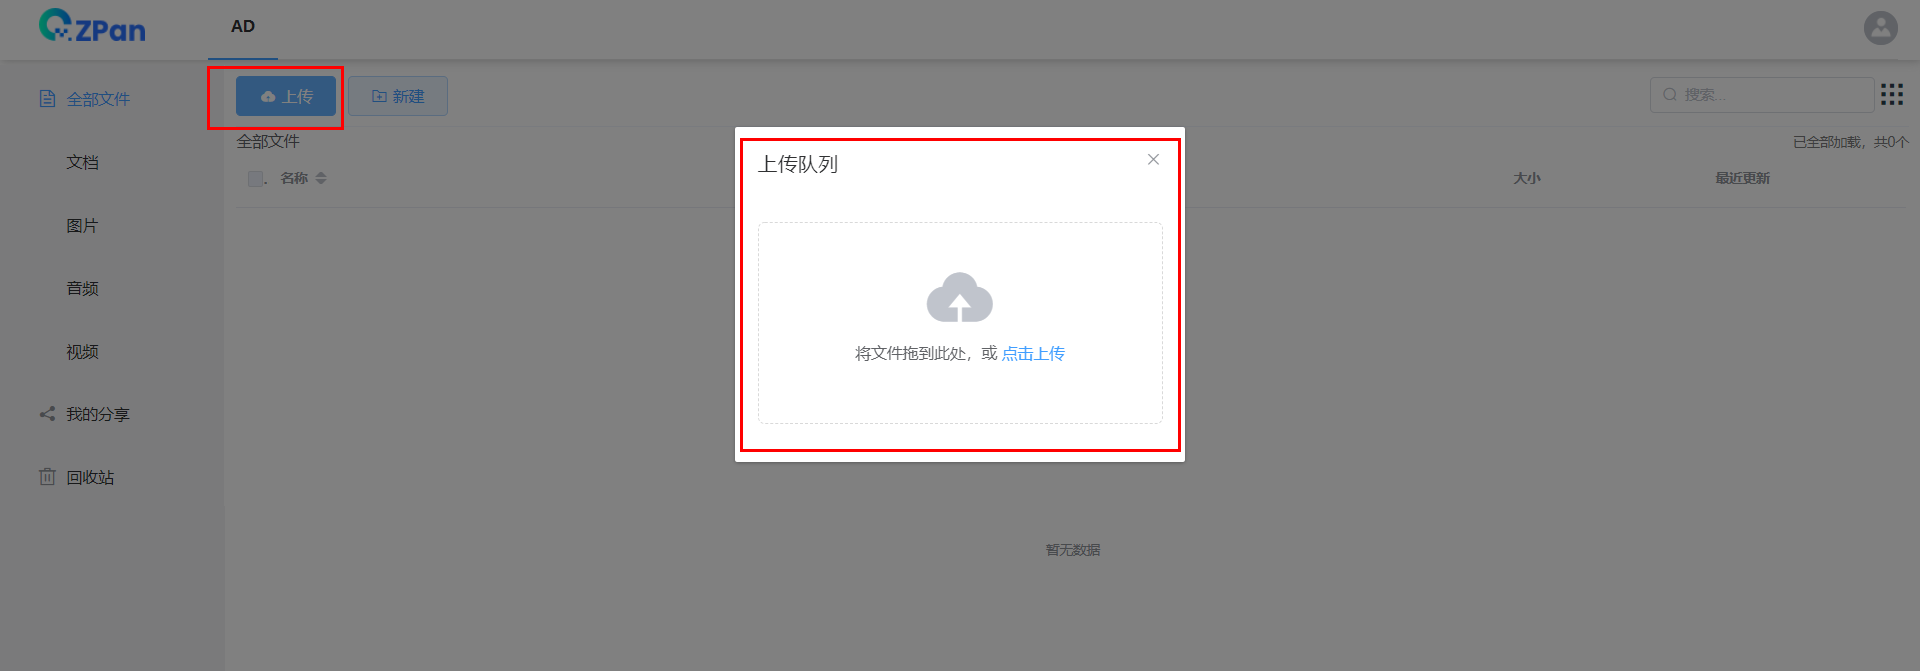 ZPan
AD
全部文件
上传
新建
搜索...
全部文件
已全部加载，共0个
文档
名称
大小
最近更新
上传队列
图片
音频
将文件拖到此处，或 点击上传
视频
我的分享
回收站
暂无数据